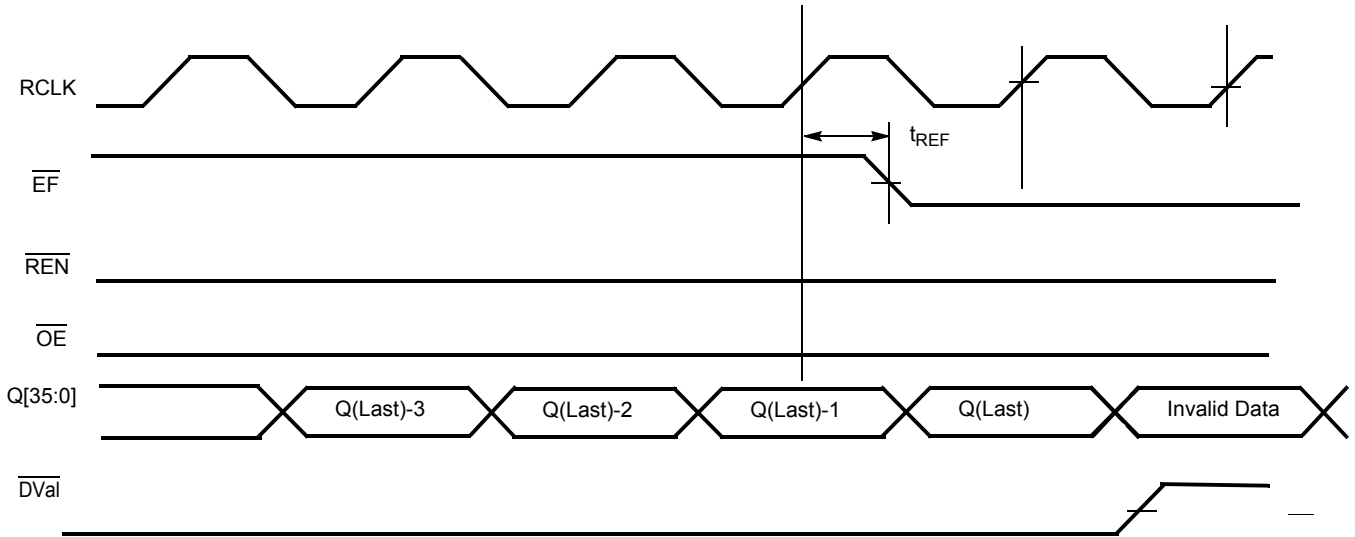 RCLK
tREF
EF
REN
OE
Q[35:0]
Q(Last)-3 Q(Last)-2 Q(Last)-1 Q(Last) Invalid Data
DVal